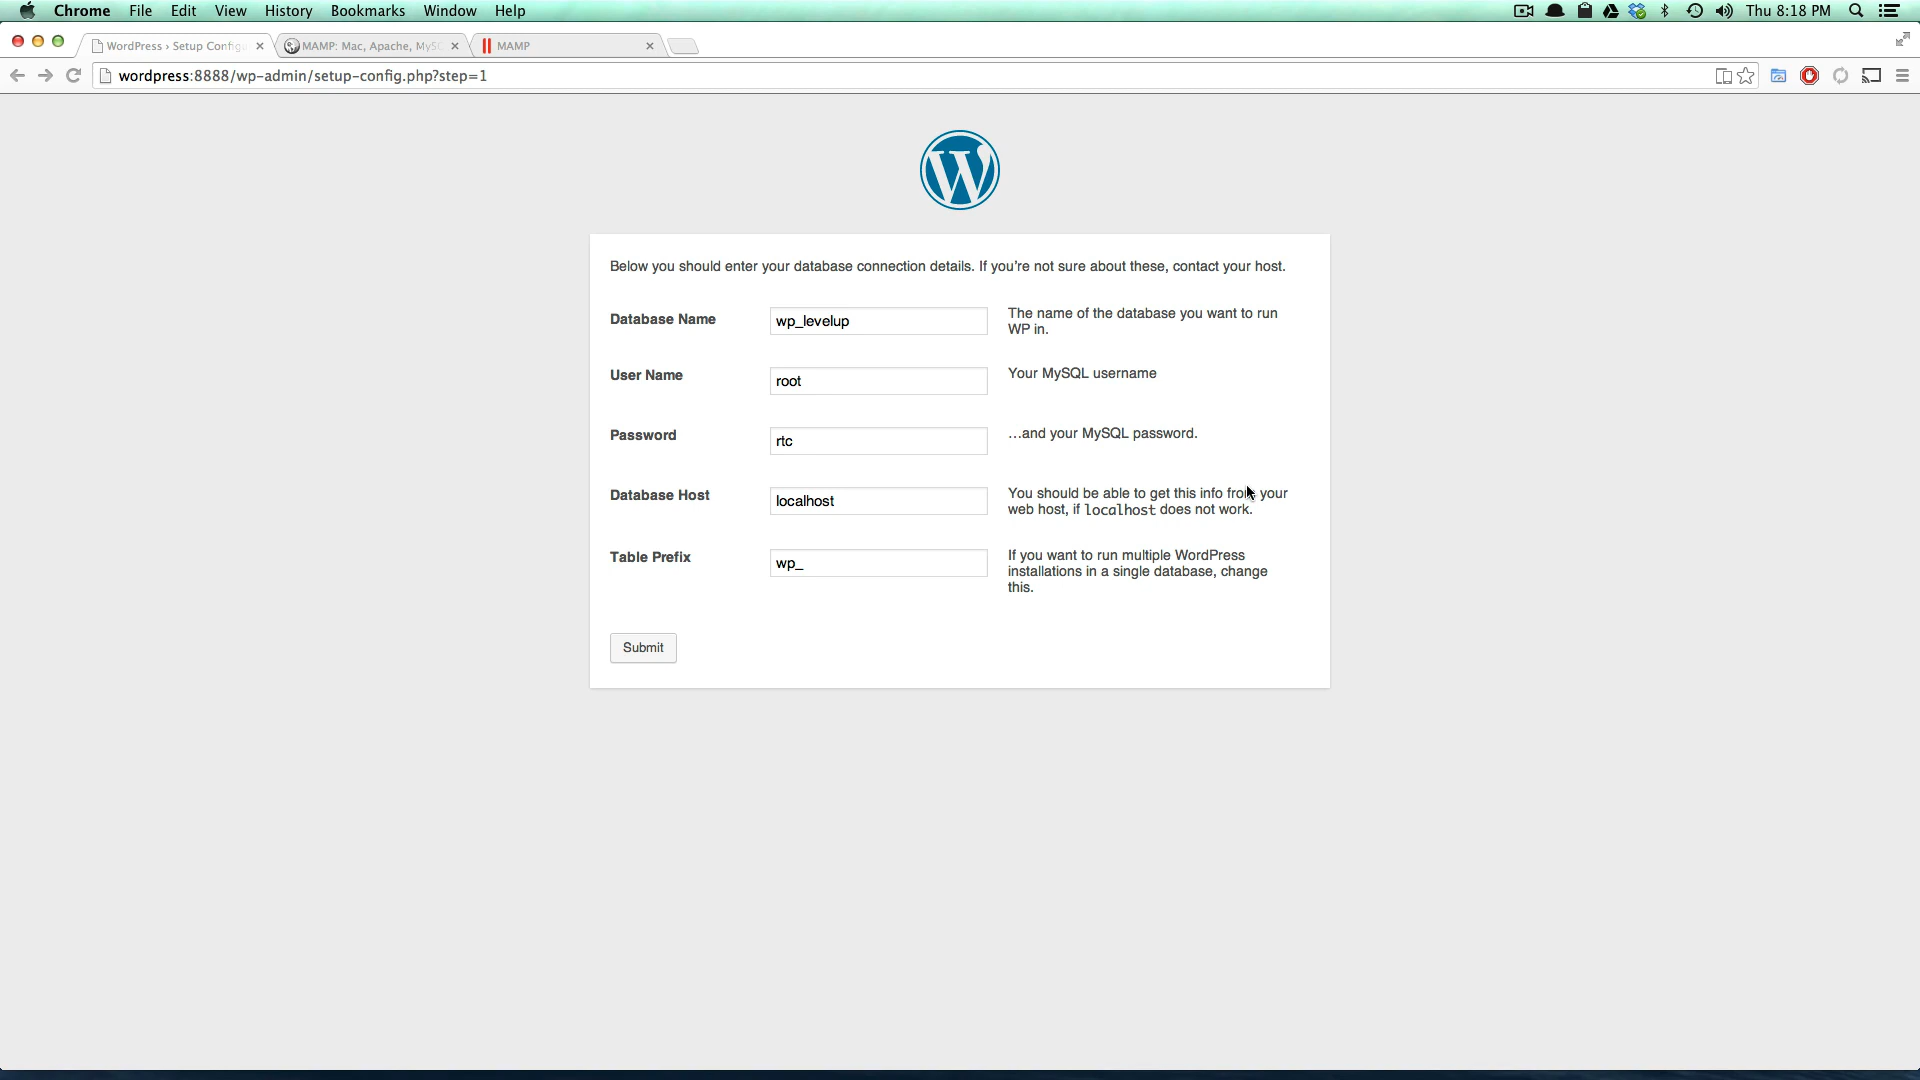 Chrome File Edit View History Bookmarks Window Help Thu 8:18 PM
WordPress › Setup Config MAMP: Mac, Apache, MySQ MAMP
wordpress:8888/wp-admin/setup-config.php?step=1
Below you should enter your database connection details. If you’re not sure about these, contact your host.
Database Name wp_levelup The name of the database you want to run
WP in.
User Name root Your MySQL username
Password rtc …and your MySQL password.
Database Host localhost You should be able to get this info from your
web host, if localhost does not work.
Table Prefix wp_ If you want to run multiple WordPress
installations in a single database, change
this.
Submit